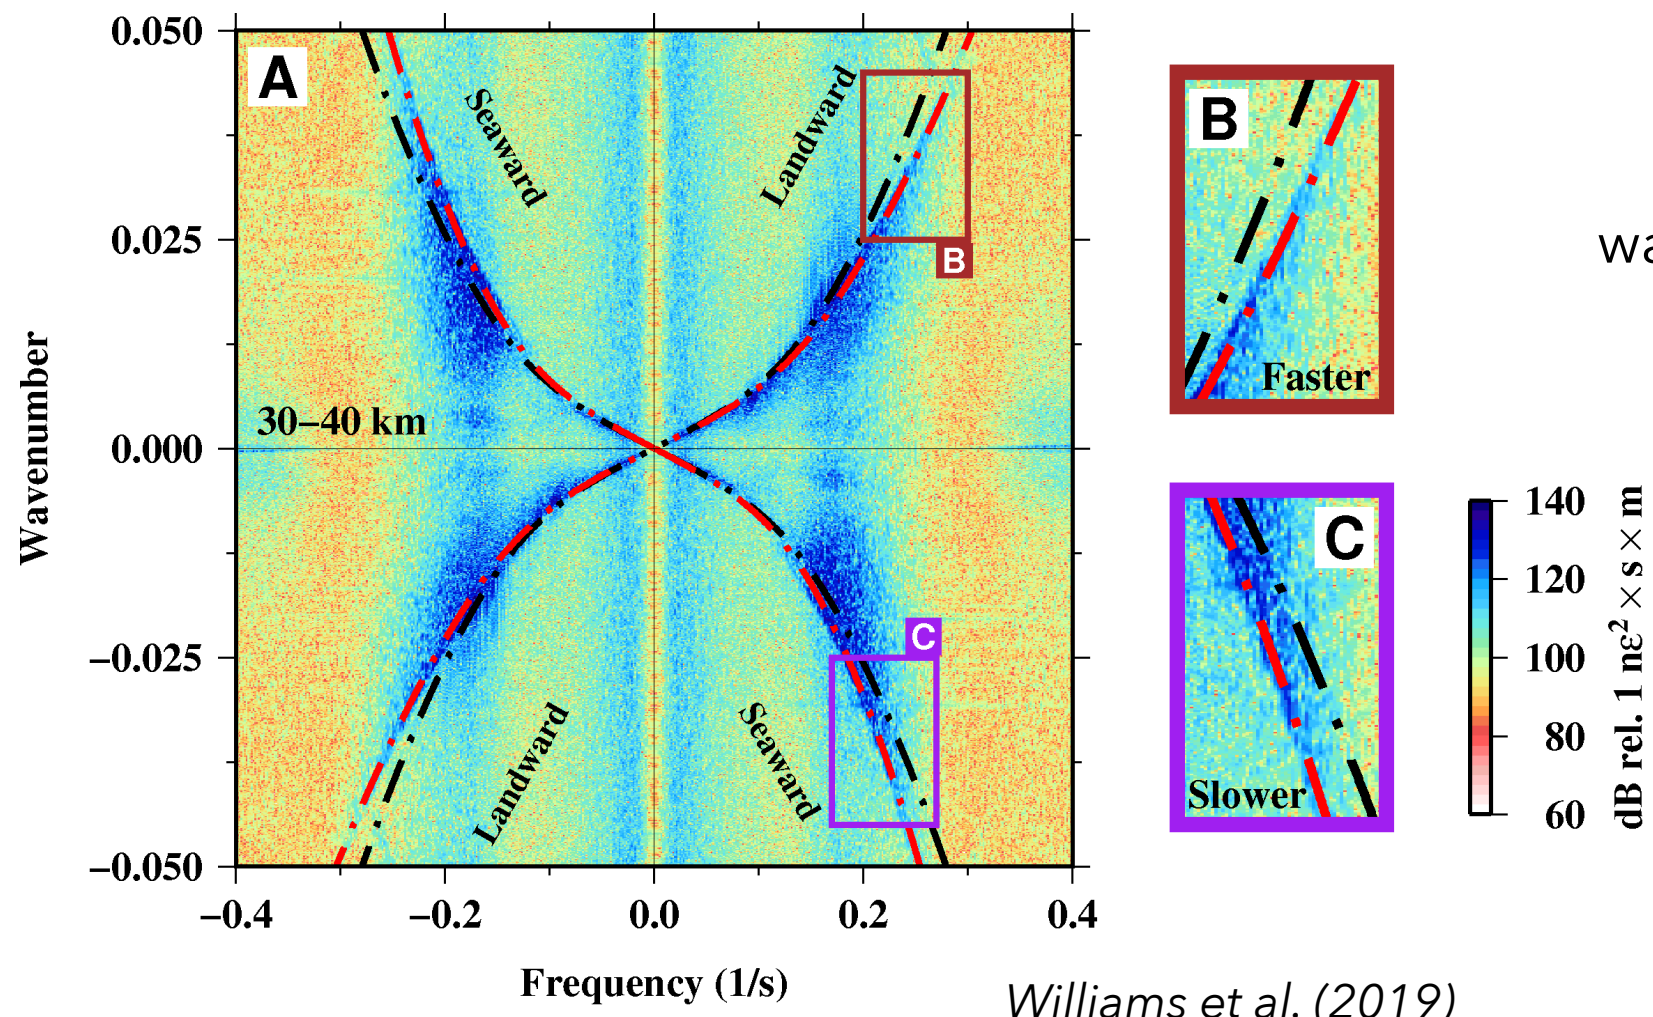 A
Seaward
Landward
30–40 km
B
C
Landward
Seaward
0.050
0.025
0.000
−0.025
−0.050
Wavenumber
−0.4
−0.2
0.0
0.2
0.4
Frequency (1/s)
B
Faster
C
Slower
140
120
100
80
60
dB rel. 1 nε² × s × m
Williams et al. (2019)